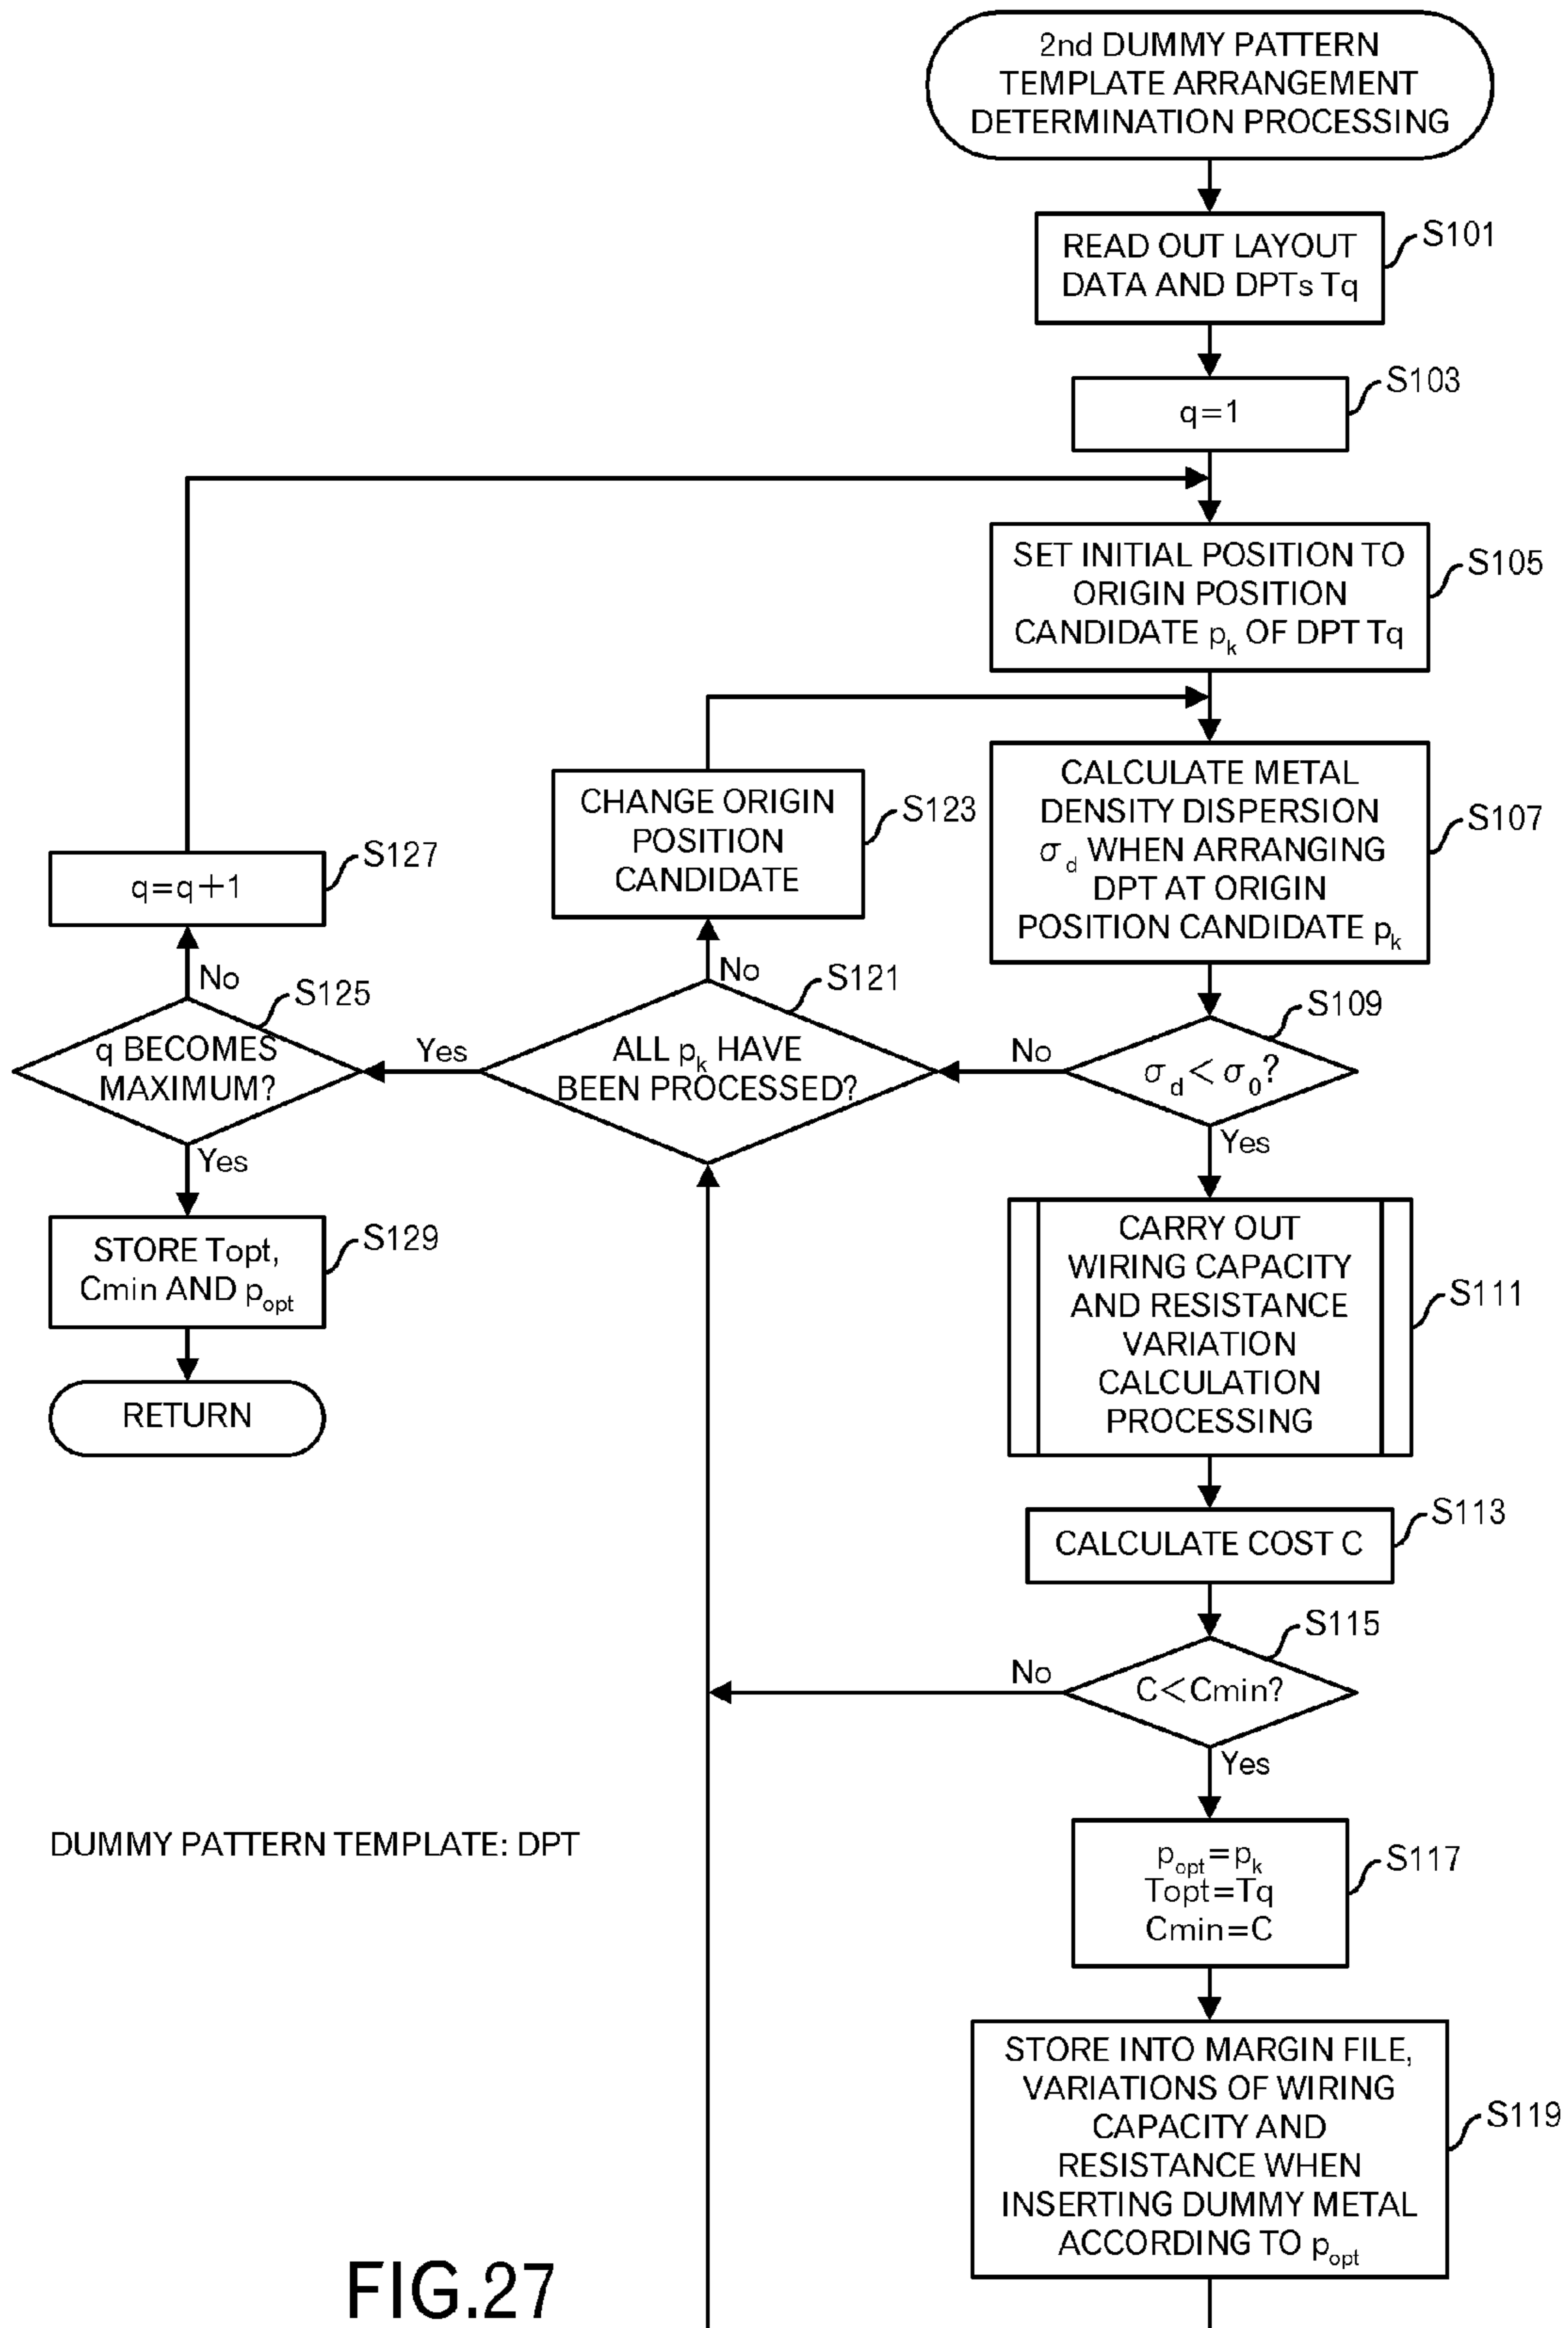 2nd DUMMY PATTERN
TEMPLATE ARRANGEMENT
DETERMINATION PROCESSING
READ OUT LAYOUT
DATA AND DPTs Tq
S101
q=1
S103
SET INITIAL POSITION TO
ORIGIN POSITION
CANDIDATE pk OF DPT Tq
S105
CALCULATE METAL
DENSITY DISPERSION
σd WHEN ARRANGING
DPT AT ORIGIN
POSITION CANDIDATE pk
S107
σd < σ0?
S109
No
Yes
CARRY OUT
WIRING CAPACITY
AND RESISTANCE
VARIATION
CALCULATION
PROCESSING
S111
CALCULATE COST C
S113
C<Cmin?
S115
No
Yes
popt=pk
Topt=Tq
Cmin=C
S117
STORE INTO MARGIN FILE,
VARIATIONS OF WIRING
CAPACITY AND
RESISTANCE WHEN
INSERTING DUMMY METAL
ACCORDING TO popt
S119
ALL pk HAVE
BEEN PROCESSED?
S121
No
Yes
CHANGE ORIGIN
POSITION
CANDIDATE
S123
q BECOMES
MAXIMUM?
S125
No
Yes
q=q+1
S127
STORE Topt,
Cmin AND popt
S129
RETURN
DUMMY PATTERN TEMPLATE: DPT
FIG.27